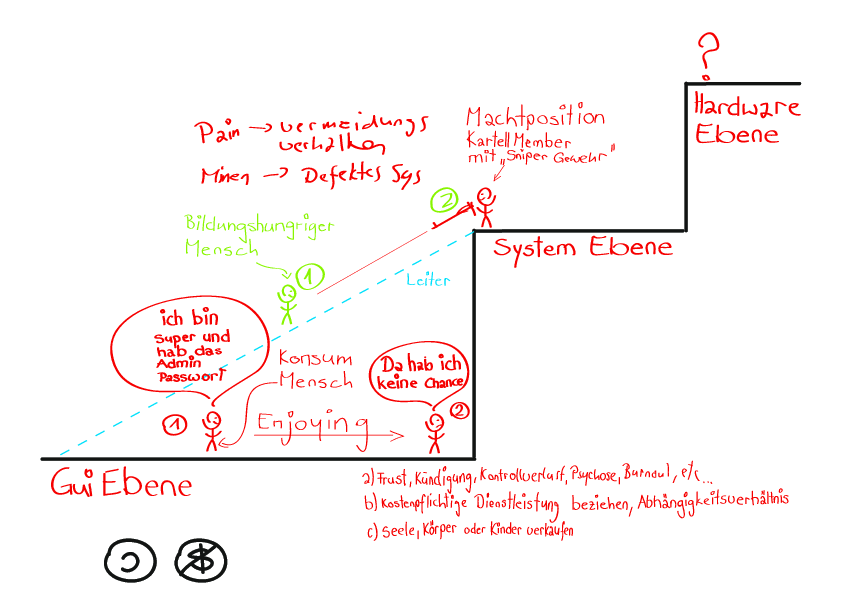 ?
Hardware
Ebene
Machtposition
Kartell Member
mit „Sniper Gewehr"
Pain → vermeidungs
verhalten
Minen → Defektes Sys
2
System Ebene
Bildungshungriger
Mensch
1
Leiter
ich bin
Super und
hab das
Admin
Passwort
Konsum
Mensch
Da hab ich
keine Chance
1
Enjoying
2
Gui Ebene
a) Frust, Kündigung, Kontrollverlust, Psychose, Burnout, etc...
b) Kostenpflichtige Dienstleistung beziehen, Abhängigkeitsverhältnis
c) Seele, Körper oder Kinder verkaufen
$